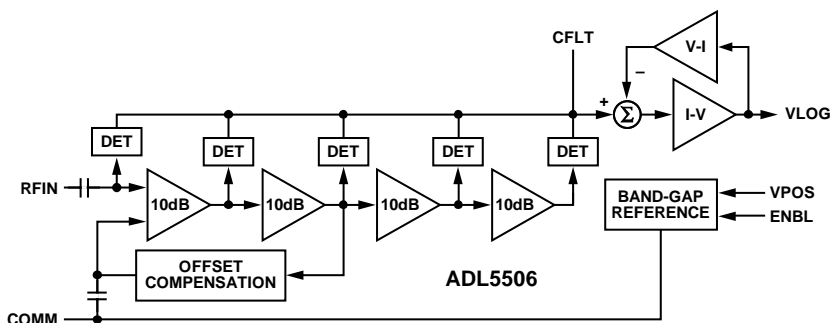 CFLT
V-I
–
+
Σ
I-V
VLOG
DET
DET
DET
DET
DET
RFIN
10dB
10dB
10dB
10dB
BAND-GAP
REFERENCE
VPOS
ENBL
OFFSET
COMPENSATION
ADL5506
COMM